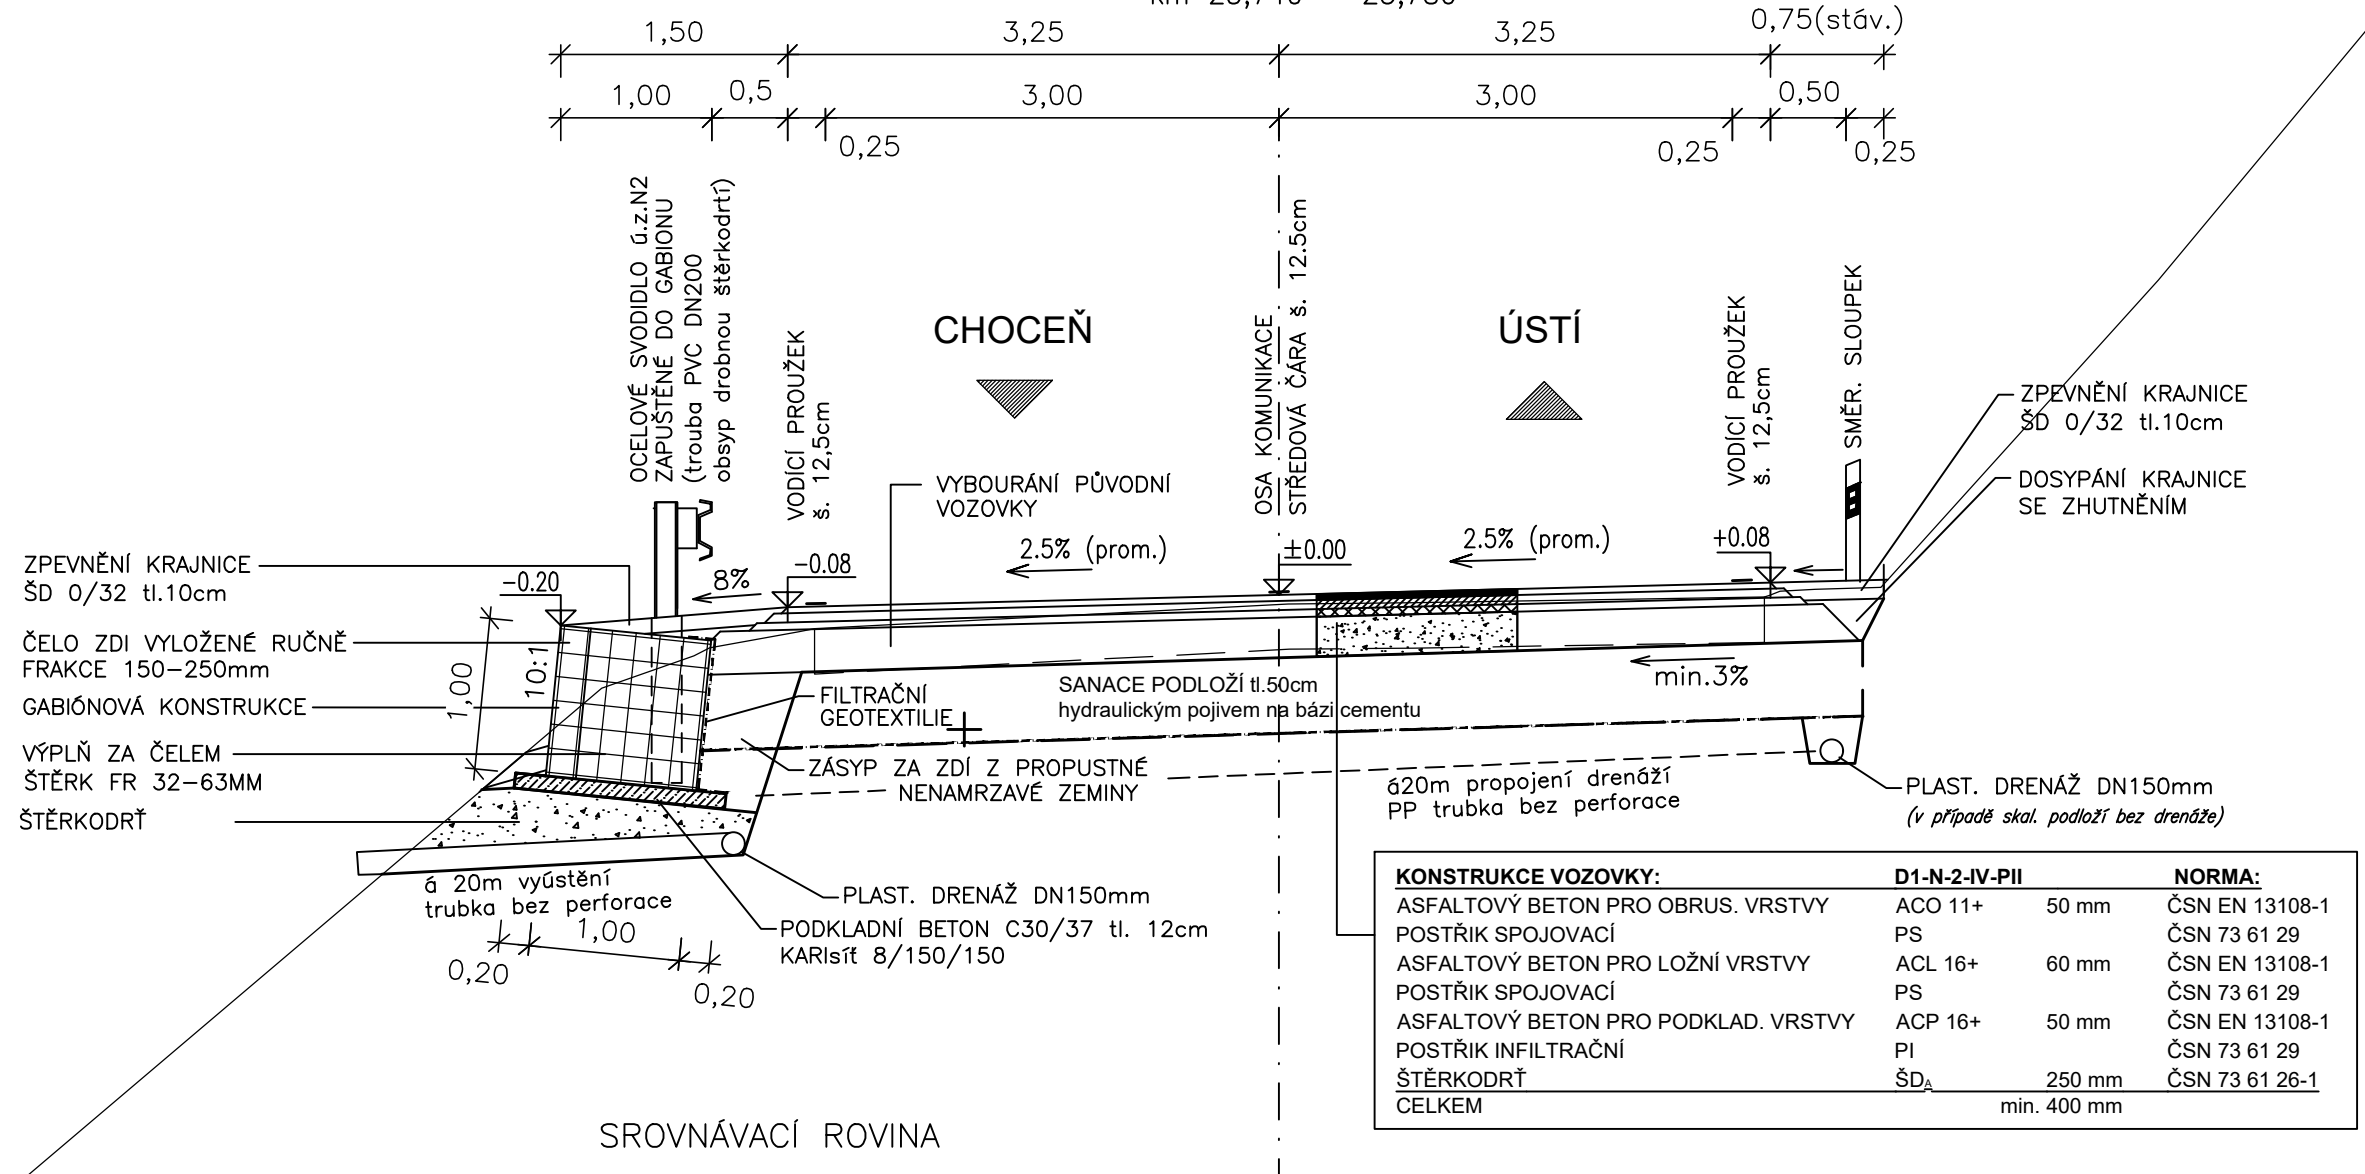 1,50
3,25
3,25
0,75(stáv.)
1,00
0,5
3,00
3,00
0,50
0,25
0,25
0,25
OCELOVÉ SVODIDLO ú.z.N2
ZAPUŠTĚNÉ DO GABIONU
(trouba PVC DN200
obsyp drobnou štěrkodrtí)
VODÍCÍ PROUŽEK
š. 12,5cm
CHOCEŇ
OSA KOMUNIKACE
STŘEDOVÁ ČÁRA š. 12.5cm
ÚSTÍ
VODÍCÍ PROUŽEK
š. 12,5cm
SMĚR. SLOUPEK
ZPEVNĚNÍ KRAJNICE
ŠD 0/32 tl.10cm
DOSYPÁNÍ KRAJNICE
SE ZHUTNĚNÍM
VYBOURÁNÍ PŮVODNÍ
VOZOVKY
2.5% (prom.)
±0.00
2.5% (prom.)
+0.08
-0.08
8%
-0.20
ZPEVNĚNÍ KRAJNICE
ŠD 0/32 tl.10cm
ČELO ZDI VYLOŽENÉ RUČNĚ
FRAKCE 150-250mm
GABIÓNOVÁ KONSTRUKCE
VÝPLŇ ZA ČELEM
ŠTĚRK FR 32-63MM
ŠTĚRKODRŤ
1,00
10:1
FILTRAČNÍ
GEOTEXTILIE
SANACE PODLOŽÍ tl.50cm
hydraulickým pojivem na bázi cementu
min.3%
ZÁSYP ZA ZDÍ Z PROPUSTNÉ
NENAMRZAVÉ ZEMINY
á20m propojení drenáží
PP trubka bez perforace
PLAST. DRENÁŽ DN150mm
(v případě skal. podloží bez drenáže)
á 20m vyústění
trubka bez perforace
PLAST. DRENÁŽ DN150mm
PODKLADNÍ BETON C30/37 tl. 12cm
KARIsíť 8/150/150
0,20
1,00
0,20
KONSTRUKCE VOZOVKY: D1-N-2-IV-PII NORMA:
ASFALTOVÝ BETON PRO OBRUS. VRSTVY ACO 11+ 50 mm ČSN EN 13108-1
POSTŘIK SPOJOVACÍ PS ČSN 73 61 29
ASFALTOVÝ BETON PRO LOŽNÍ VRSTVY ACL 16+ 60 mm ČSN EN 13108-1
POSTŘIK SPOJOVACÍ PS ČSN 73 61 29
ASFALTOVÝ BETON PRO PODKLAD. VRSTVY ACP 16+ 50 mm ČSN EN 13108-1
POSTŘIK INFILTRAČNÍ PI ČSN 73 61 29
ŠTĚRKODRŤ ŠDA 250 mm ČSN 73 61 26-1
CELKEM min. 400 mm
SROVNÁVACÍ ROVINA